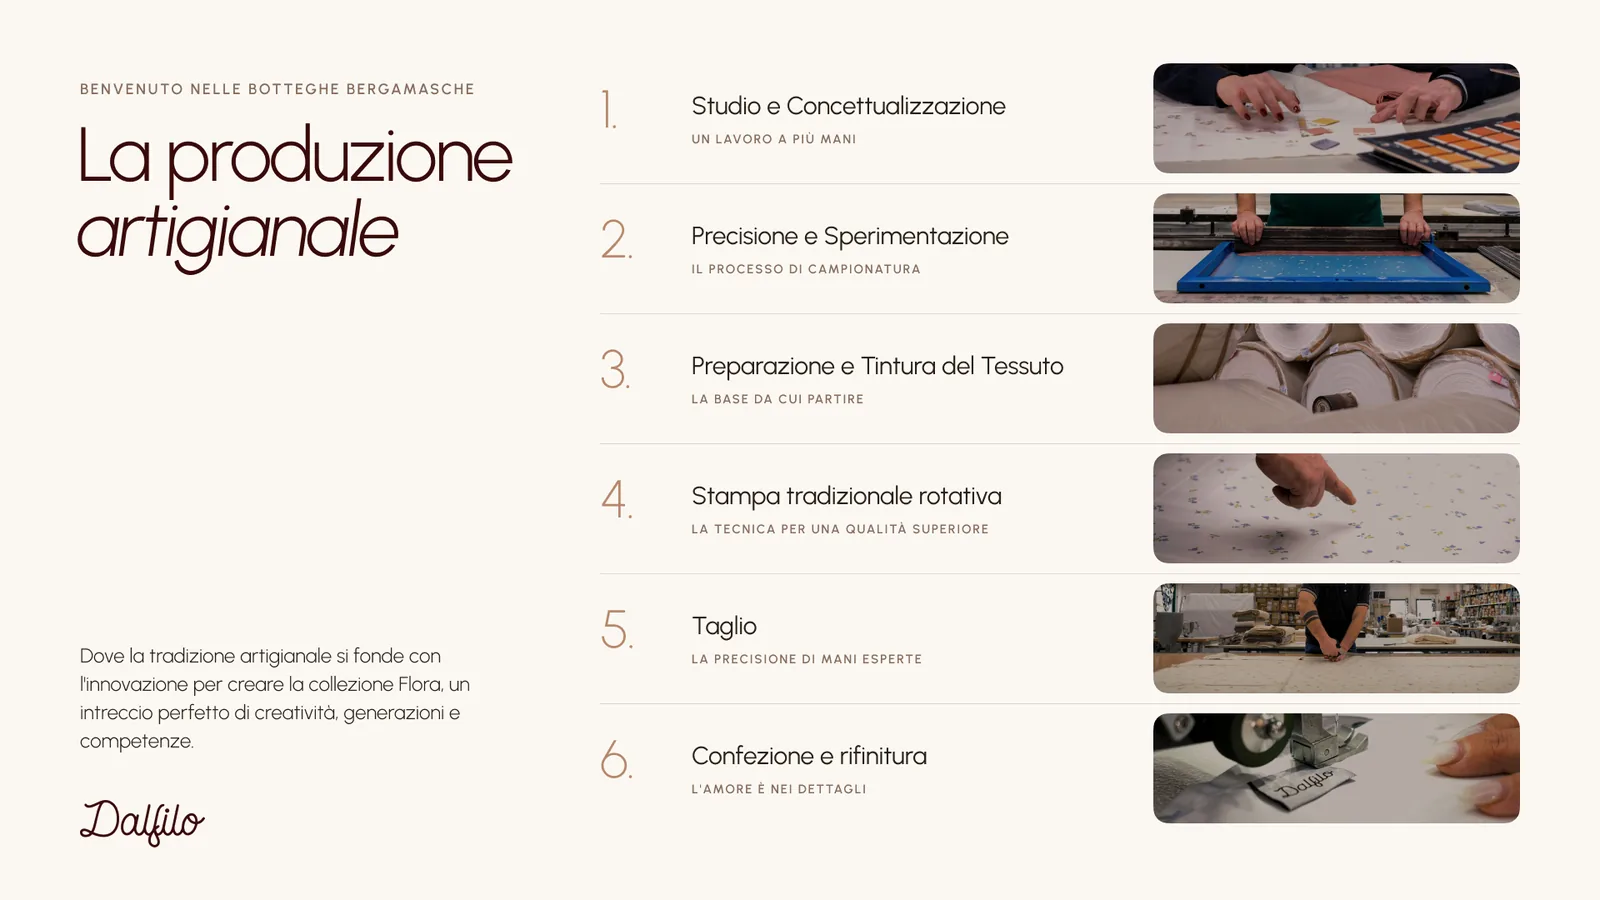 BENVENUTO NELLE BOTTEGHE BERGAMASCHE
La produzione
artigianale
Dove la tradizione artigianale si fonde con
l'innovazione per creare la collezione Flora, un
intreccio perfetto di creatività, generazioni e
competenze.
Dalfilo
1.
Studio e Concettualizzazione
UN LAVORO A PIÙ MANI
2.
Precisione e Sperimentazione
IL PROCESSO DI CAMPIONATURA
3.
Preparazione e Tintura del Tessuto
LA BASE DA CUI PARTIRE
4.
Stampa tradizionale rotativa
LA TECNICA PER UNA QUALITÀ SUPERIORE
5.
Taglio
LA PRECISIONE DI MANI ESPERTE
6.
Confezione e rifinitura
L'AMORE È NEI DETTAGLI
Dalfilo